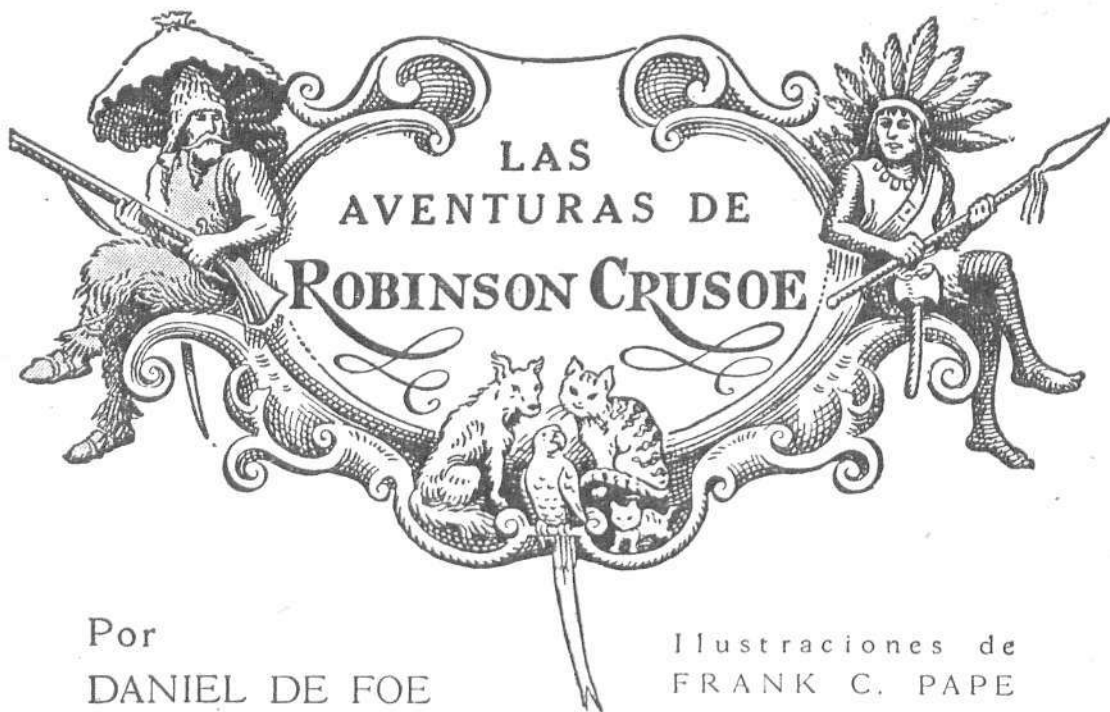 LAS
AVENTURAS DE
ROBINSON CRUSOE
Por
DANIEL DE FOE
Ilustraciones de
FRANK C. PAPE